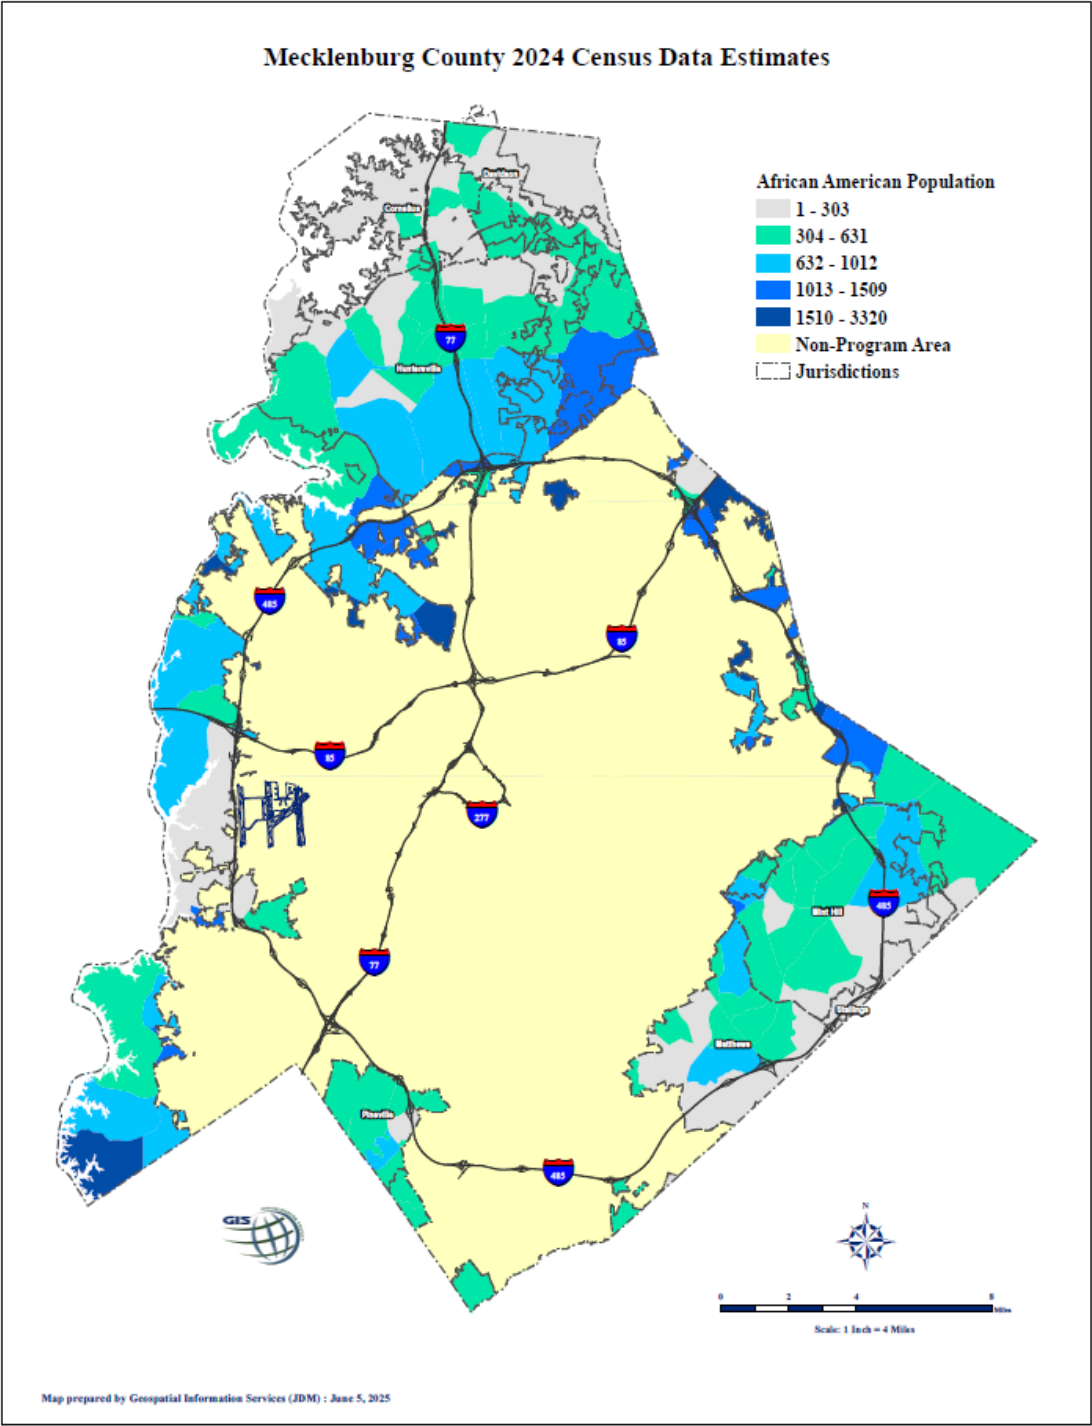 Mecklenburg County 2024 Census Data Estimates
African American Population
1 - 303
304 - 631
632 - 1012
1013 - 1509
1510 - 3320
Non-Program Area
Jurisdictions
Davidson
Cornelius
77
Huntersville
485
85
85
277
Mint Hill
485
77
Stallings
Matthews
Pineville
485
GIS
N
0 2 4 8
Miles
Scale: 1 Inch = 4 Miles
Map prepared by Geospatial Information Services (JDM) : June 5, 2025